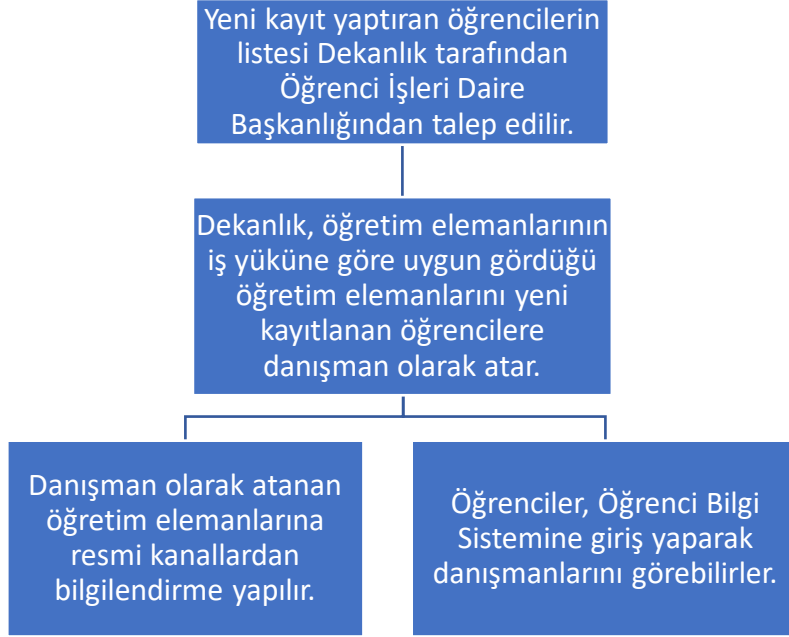 Yeni kayıt yaptıran öğrencilerin
listesi Dekanlık tarafından
Öğrenci İşleri Daire
Başkanlığından talep edilir.
Dekanlık, öğretim elemanlarının
iş yüküne göre uygun gördüğü
öğretim elemanlarını yeni
kayıtlanan öğrencilere
danışman olarak atar.
Danışman olarak atanan
öğretim elemanlarına
resmi kanallardan
bilgilendirme yapılır.
Öğrenciler, Öğrenci Bilgi
Sistemine giriş yaparak
danışmanlarını görebilirler.